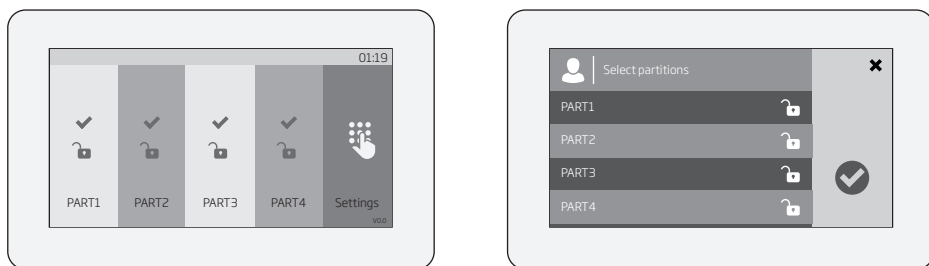 01:19
PART1 PART2 PART3 PART4 Settings
V0.0
Select partitions
PART1
PART2
PART3
PART4